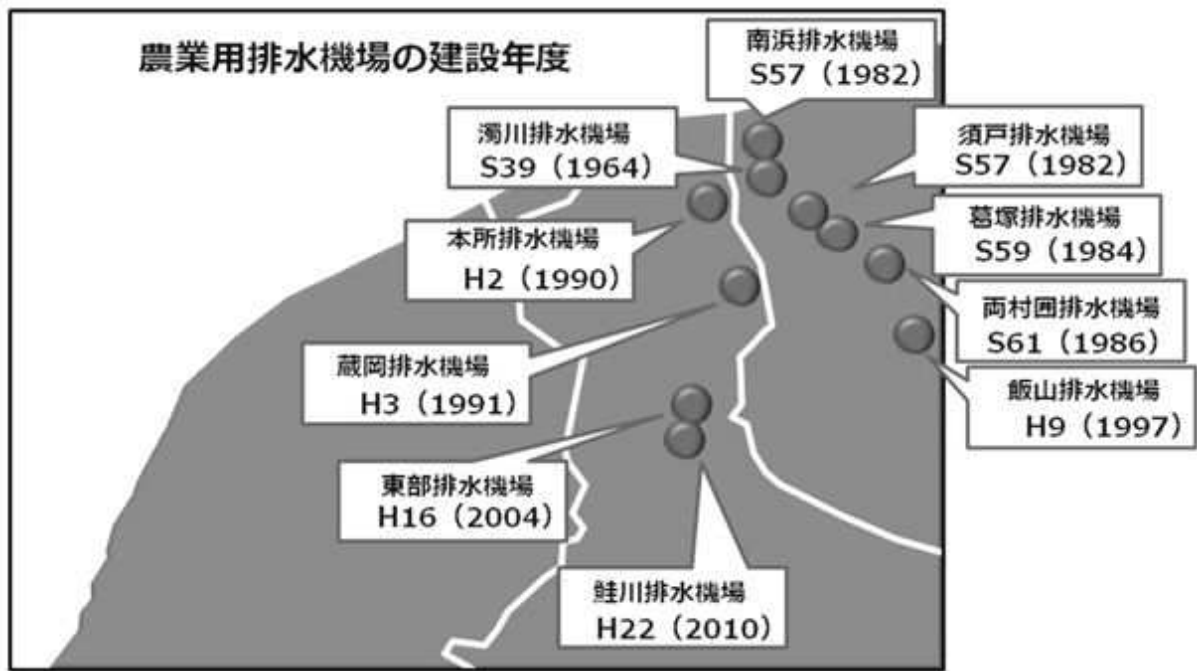 農業用排水機場の建設年度
南浜排水機場
S57（1982）
濁川排水機場
S39（1964）
須戸排水機場
S57（1982）
本所排水機場
H2（1990）
葛塚排水機場
S59（1984）
両村囲排水機場
S61（1986）
蔵岡排水機場
H3（1991）
飯山排水機場
H9（1997）
東部排水機場
H16（2004）
鮭川排水機場
H22（2010）